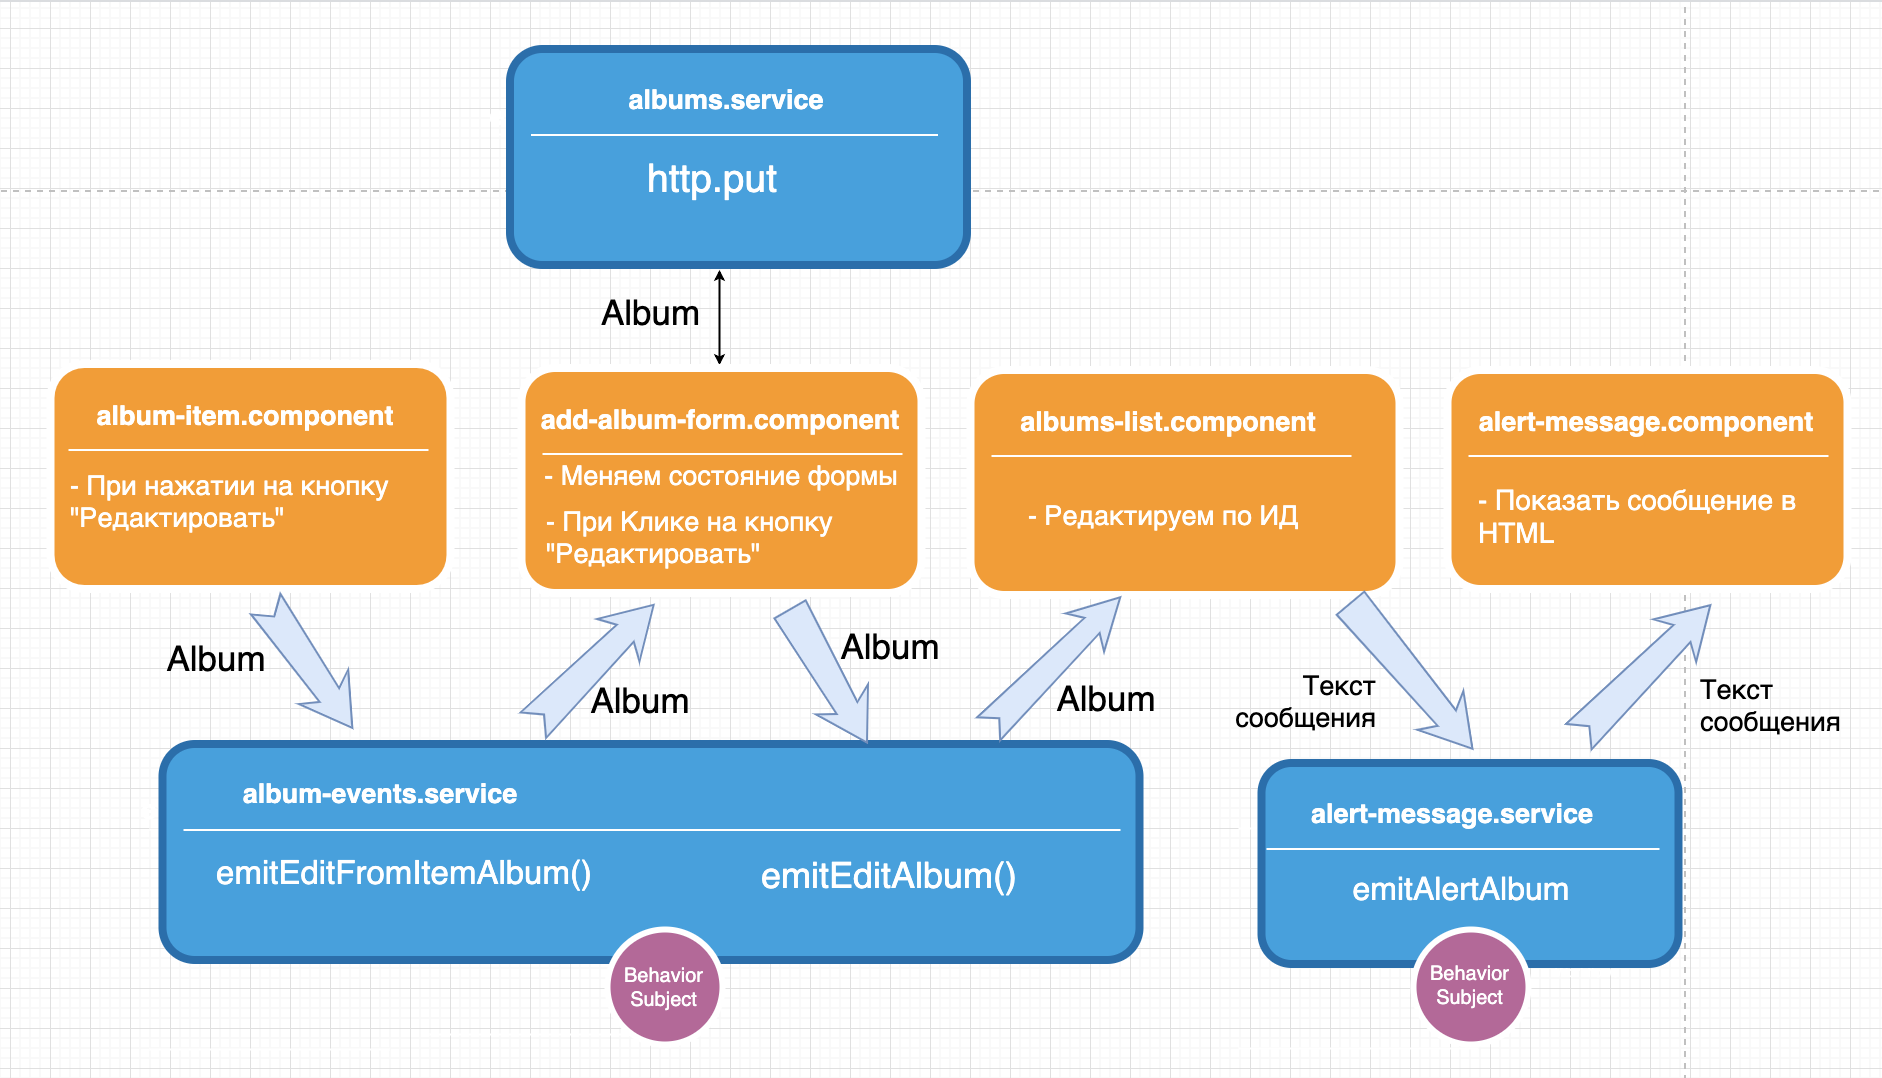 albums.service
http.put
Album
album-item.component
- При нажатии на кнопку
"Редактировать"
add-album-form.component
- Меняем состояние формы
- При Клике на кнопку
"Редактировать"
albums-list.component
- Редактируем по ИД
alert-message.component
- Показать сообщение в
HTML
Album
Album
Album
Album
Текст
сообщения
Текст
сообщения
album-events.service
emitEditFromItemAlbum()
emitEditAlbum()
Behavior
Subject
alert-message.service
emitAlertAlbum
Behavior
Subject